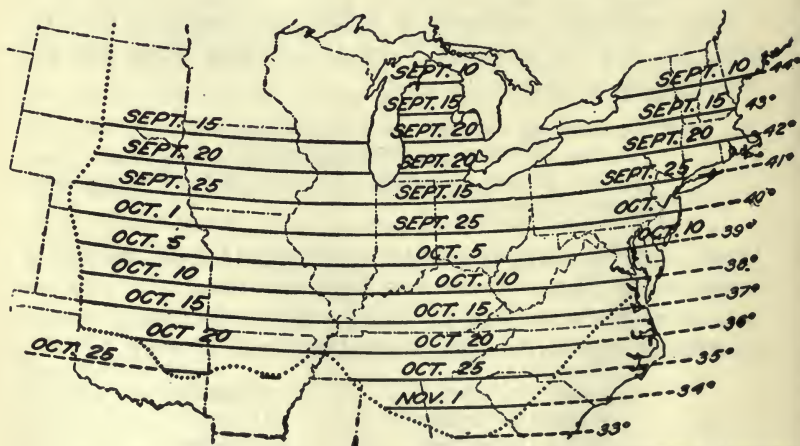 SEPT. 10
SEPT. 10
44°
SEPT. 15
SEPT. 15
43°
SEPT. 15
SEPT. 20
SEPT. 20
42°
SEPT. 20
SEPT. 20
SEPT. 25
41°
SEPT. 25
SEPT. 15
OCT. 1
SEPT. 25
OCT.
40°
OCT. 5
OCT. 5
OCT. 10
39°
OCT. 10
OCT. 10
38°
OCT. 15
OCT. 15
37°
OCT 20
OCT 20
36°
OCT. 25
OCT. 25
35°
NOV. 1
34°
33°